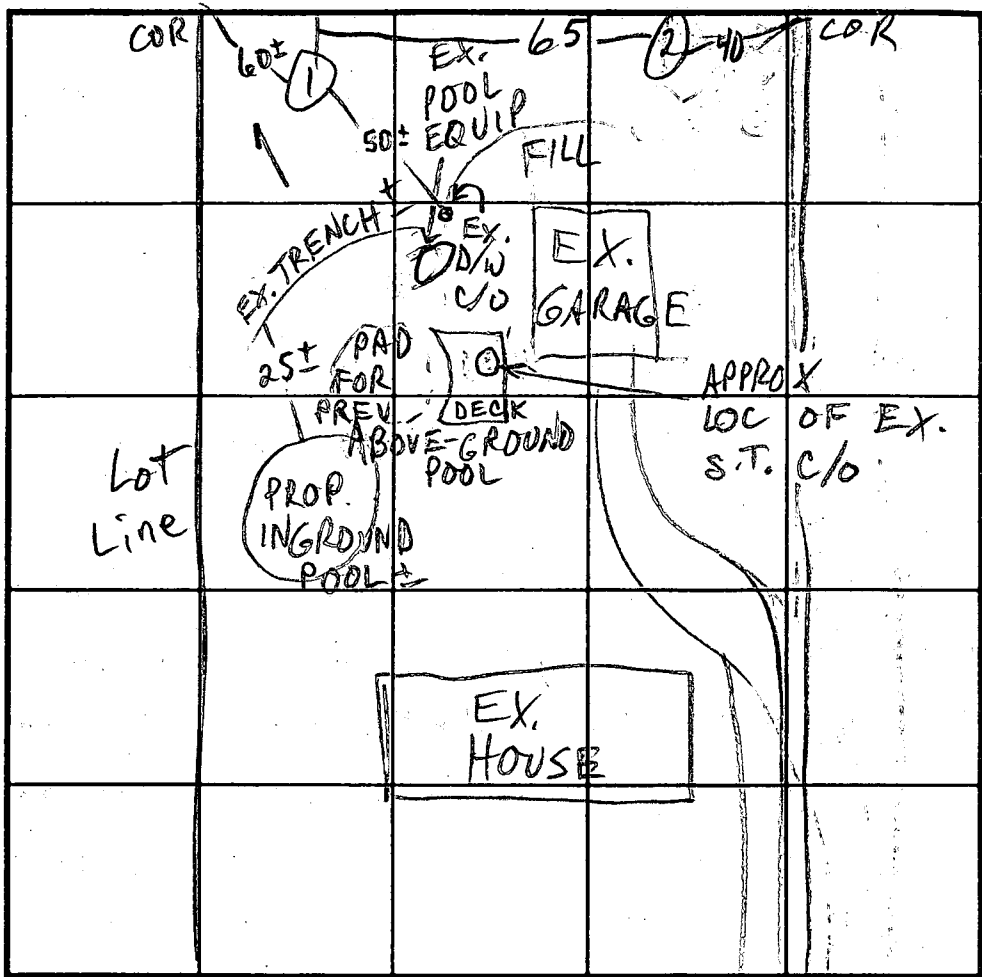 COR
65
2
40
COR
60±
1
EX.
POOL
EQUIP
50±
FILL
EX. TRENCH
EX.
D/W
C/O
EX.
GARAGE
25±
PAD
FOR
PREV.
ABOVE-GROUND
POOL
DECK
APPROX
LOC OF EX.
S.T. C/O
Lot
Line
PROP.
INGROUND
POOL ±
EX.
HOUSE